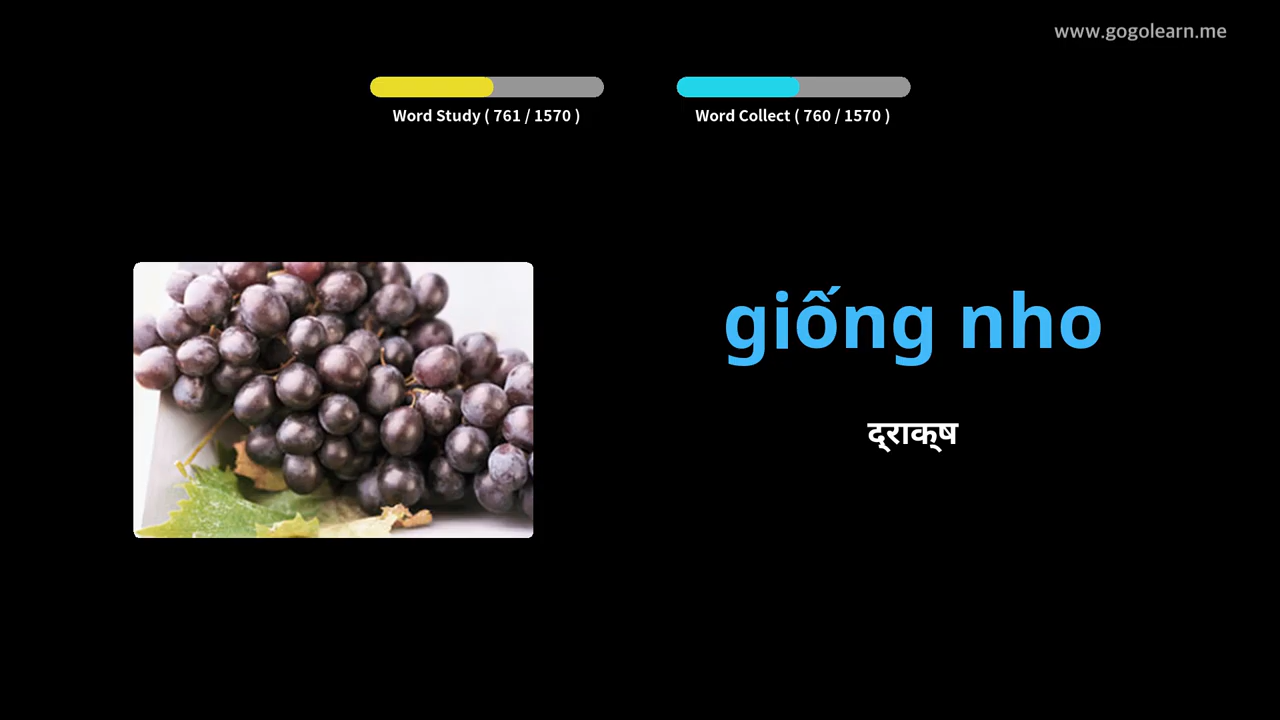 www.gogolearn.me
Word Study ( 761 / 1570 )
Word Collect ( 760 / 1570 )
giống nho
द्राक्ष